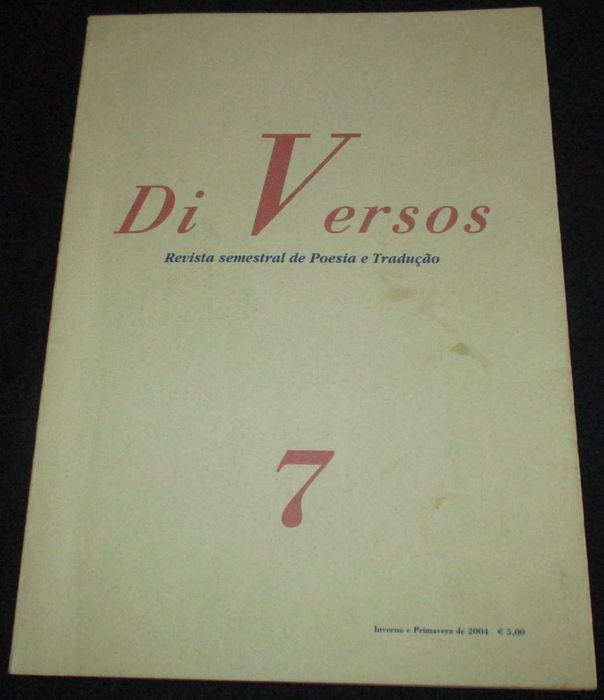 Di Versos
Revista semestral de Poesia e Tradução
7
Inverno e Primavera de 2004 € 5,00